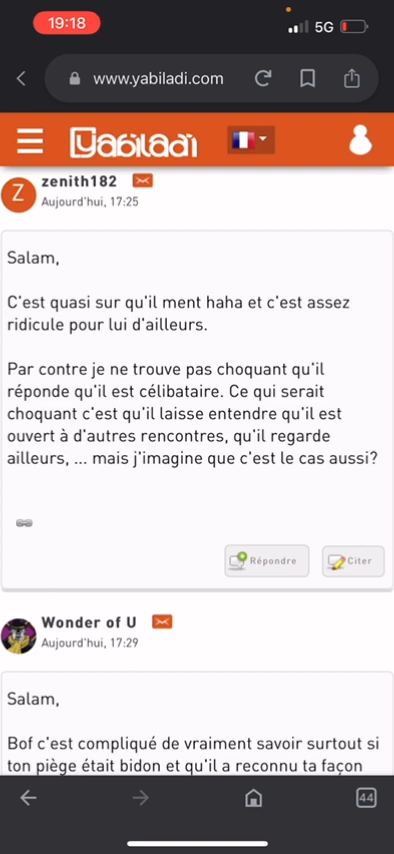 19:18
5G
www.yabiladi.com
Yabiladi
Z
zenith182
Aujourd'hui, 17:25
Salam,
C'est quasi sur qu'il ment haha et c'est assez
ridicule pour lui d'ailleurs.
Par contre je ne trouve pas choquant qu'il
réponde qu'il est célibataire. Ce qui serait
choquant c'est qu'il laisse entendre qu'il est
ouvert à d'autres rencontres, qu'il regarde
ailleurs, ... mais j'imagine que c'est le cas aussi?
Répondre
Citer
Wonder of U
Aujourd'hui, 17:29
Salam,
Bof c'est compliqué de vraiment savoir surtout si
ton piège était bidon et qu'il a reconnu ta façon
44